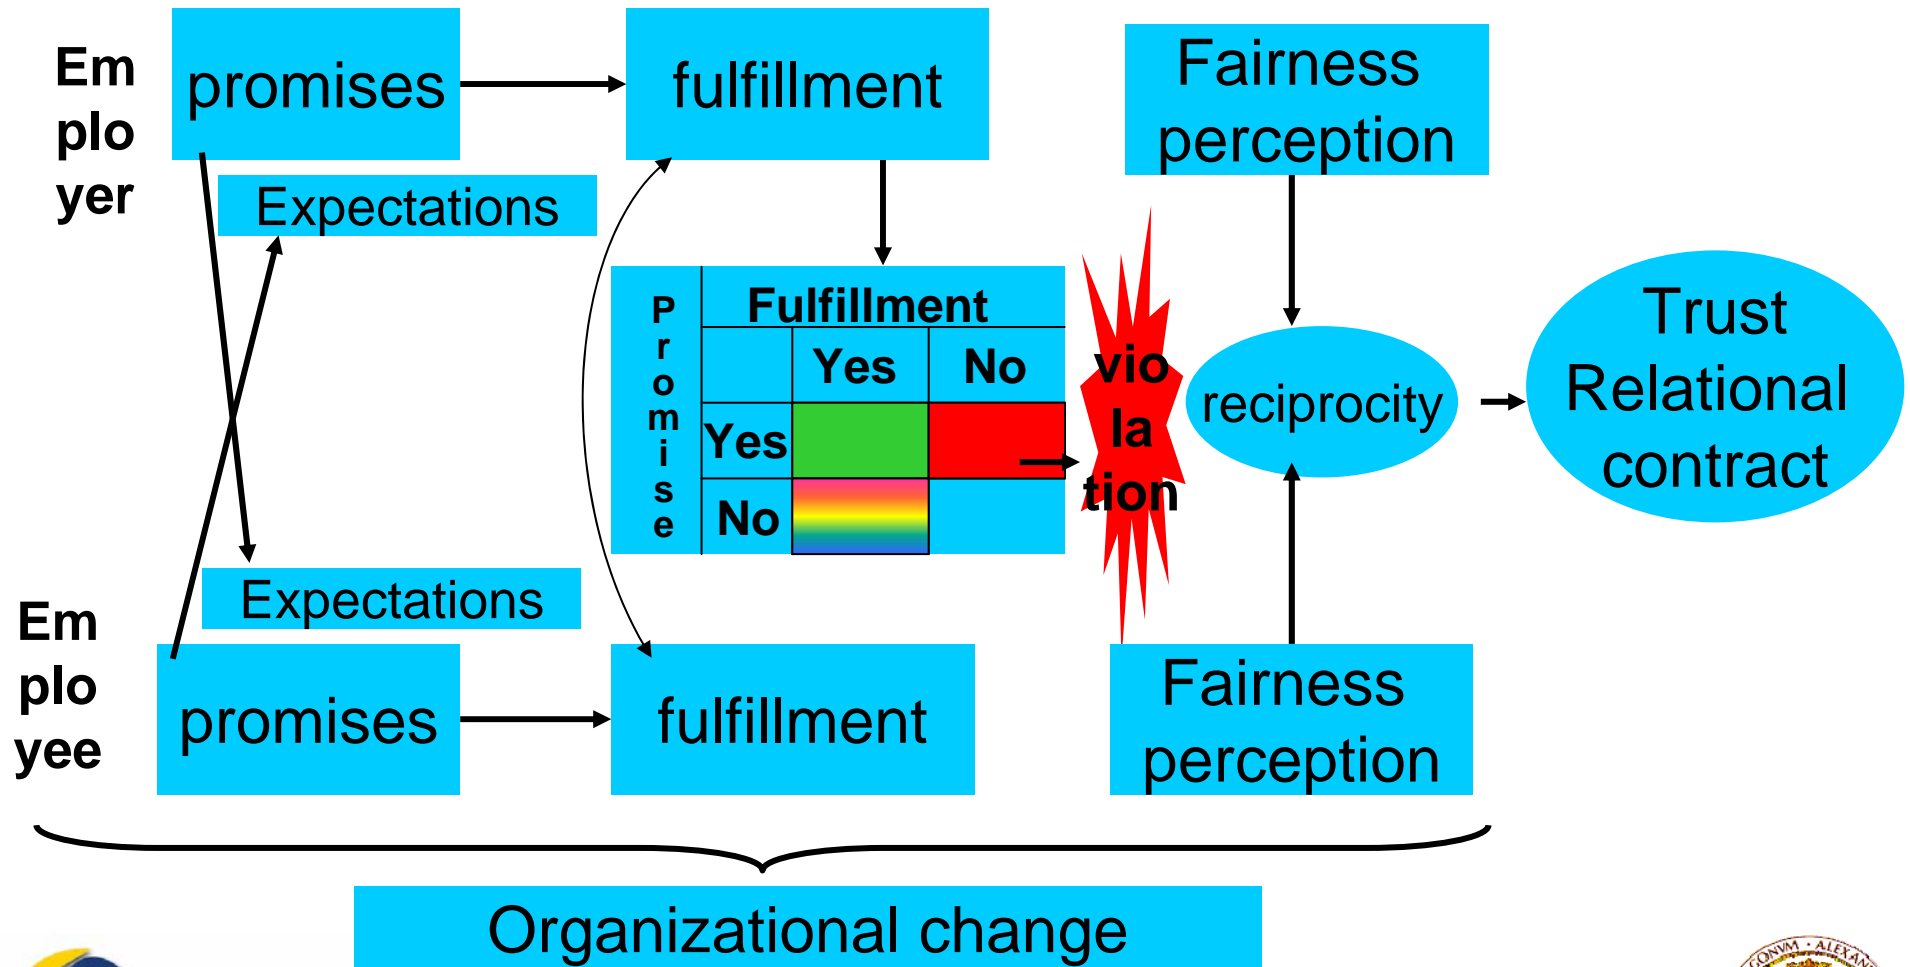 Em
plo
yer
promises
fulfillment
Fairness
perception
Expectations
P
r
o
m
i
s
e
Fulfillment
Yes No
Yes
No
vio
la
tion
reciprocity
Trust
Relational
contract
Expectations
Em
plo
yee
promises
fulfillment
Fairness
perception
Organizational change